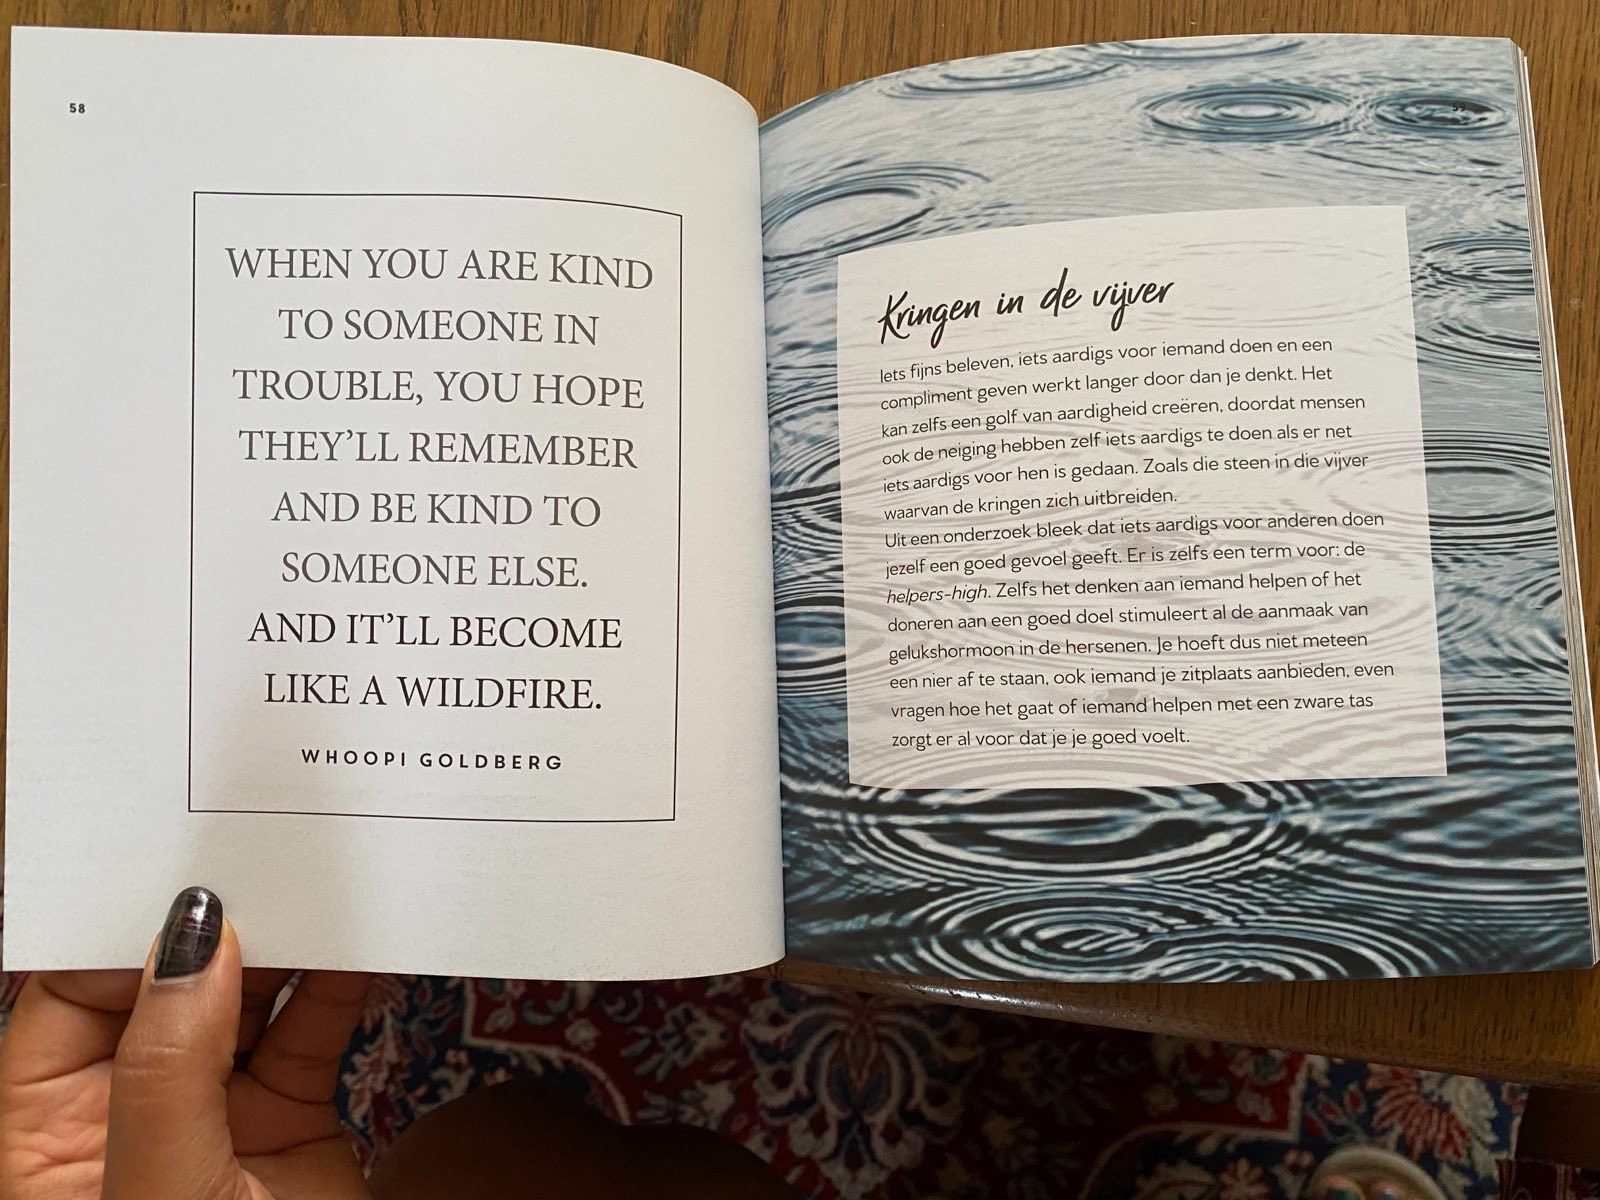 58
WHEN YOU ARE KIND
TO SOMEONE IN
TROUBLE, YOU HOPE
THEY'LL REMEMBER
AND BE KIND TO
SOMEONE ELSE.
AND IT'LL BECOME
LIKE A WILDFIRE.
WHOOPI GOLDBERG
59
Kringen in de vijver
Iets fijns beleven, iets aardigs voor iemand doen en een
compliment geven werkt langer door dan je denkt. Het
kan zelfs een golf van aardigheid creëren, doordat mensen
ook de neiging hebben zelf iets aardigs te doen als er net
iets aardigs voor hen is gedaan. Zoals die steen in die vijver
waarvan de kringen zich uitbreiden.
Uit een onderzoek bleek dat iets aardigs voor anderen doen
jezelf een goed gevoel geeft. Er is zelfs een term voor: de
helpers-high. Zelfs het denken aan iemand helpen of het
doneren aan een goed doel stimuleert al de aanmaak van
gelukshormoon in de hersenen. Je hoeft dus niet meteen
een nier af te staan, ook iemand je zitplaats aanbieden, even
vragen hoe het gaat of iemand helpen met een zware tas
zorgt er al voor dat je je goed voelt.